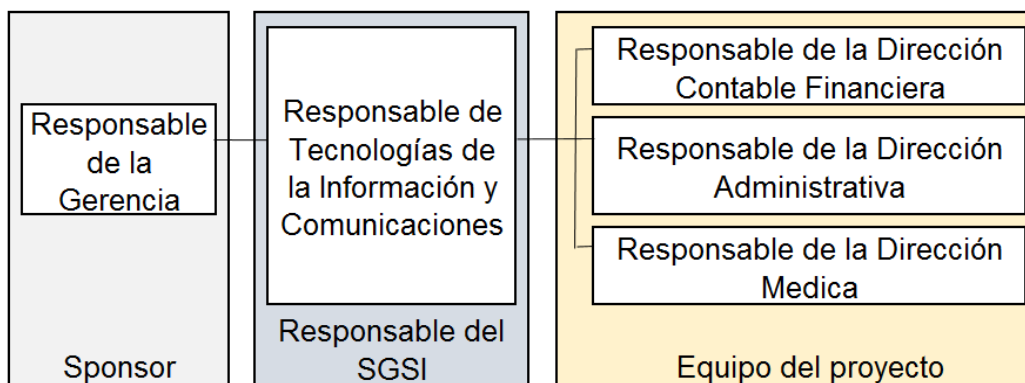 Responsable
de la
Gerencia
Sponsor
Responsable de
Tecnologías de
la Información y
Comunicaciones
Responsable del
SGSI
Responsable de la Dirección
Contable Financiera
Responsable de la Dirección
Administrativa
Responsable de la Dirección
Medica
Equipo del proyecto